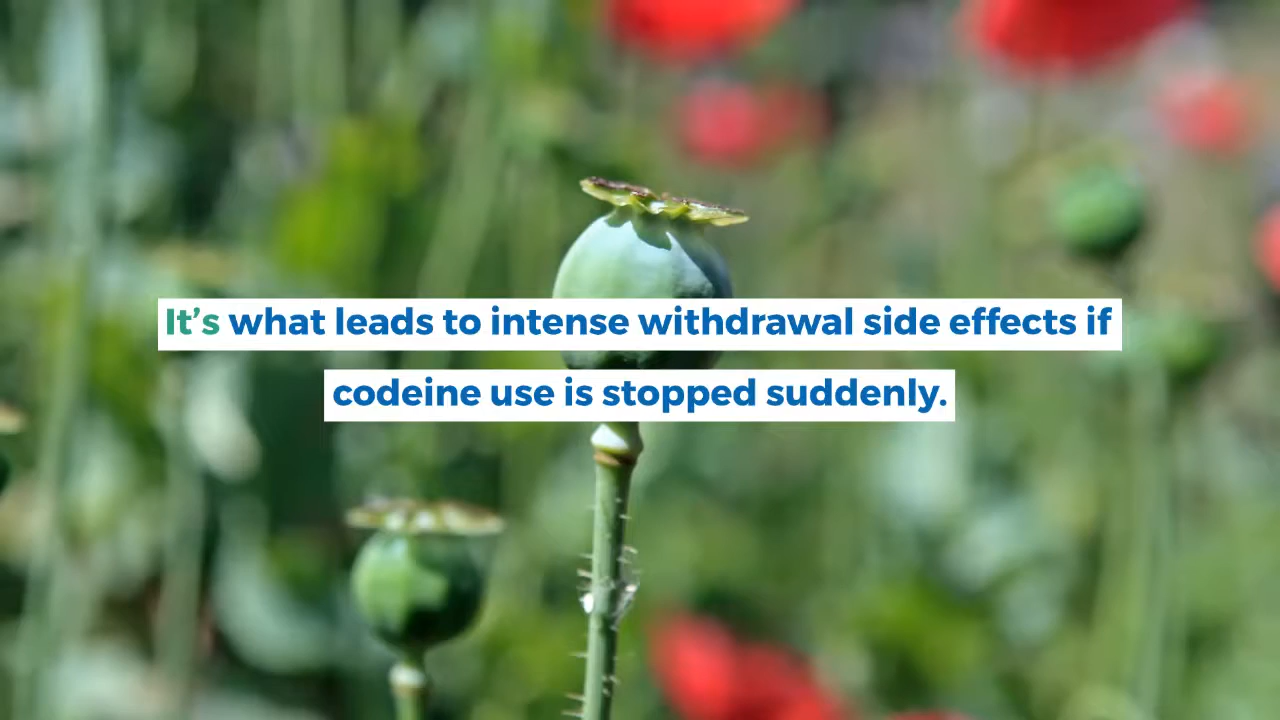 It’s what leads to intense withdrawal side effects if
codeine use is stopped suddenly.